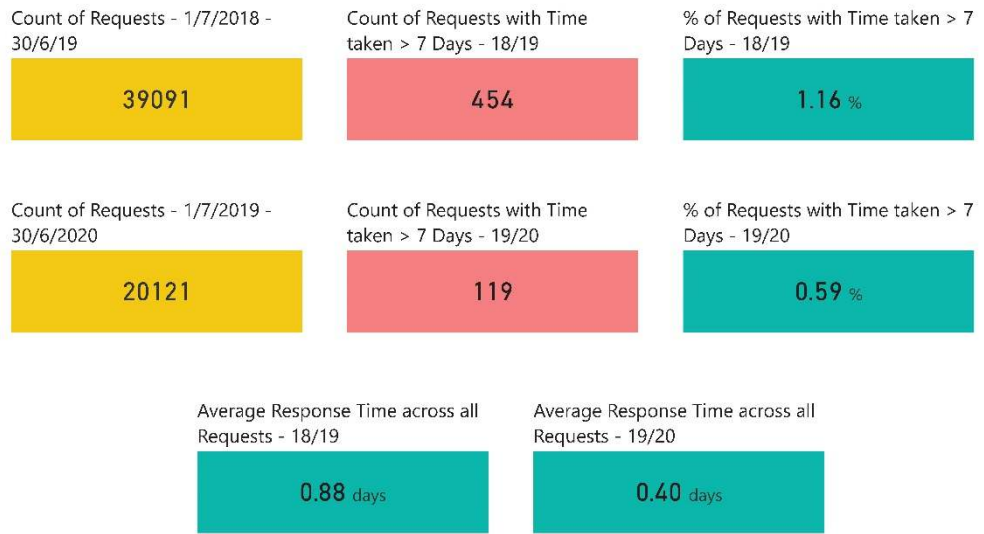 Count of Requests - 1/7/2018 -
30/6/19
39091
Count of Requests with Time
taken > 7 Days - 18/19
454
% of Requests with Time taken > 7
Days - 18/19
1.16 %
Count of Requests - 1/7/2019 -
30/6/2020
20121
Count of Requests with Time
taken > 7 Days - 19/20
119
% of Requests with Time taken > 7
Days - 19/20
0.59 %
Average Response Time across all
Requests - 18/19
0.88 days
Average Response Time across all
Requests - 19/20
0.40 days